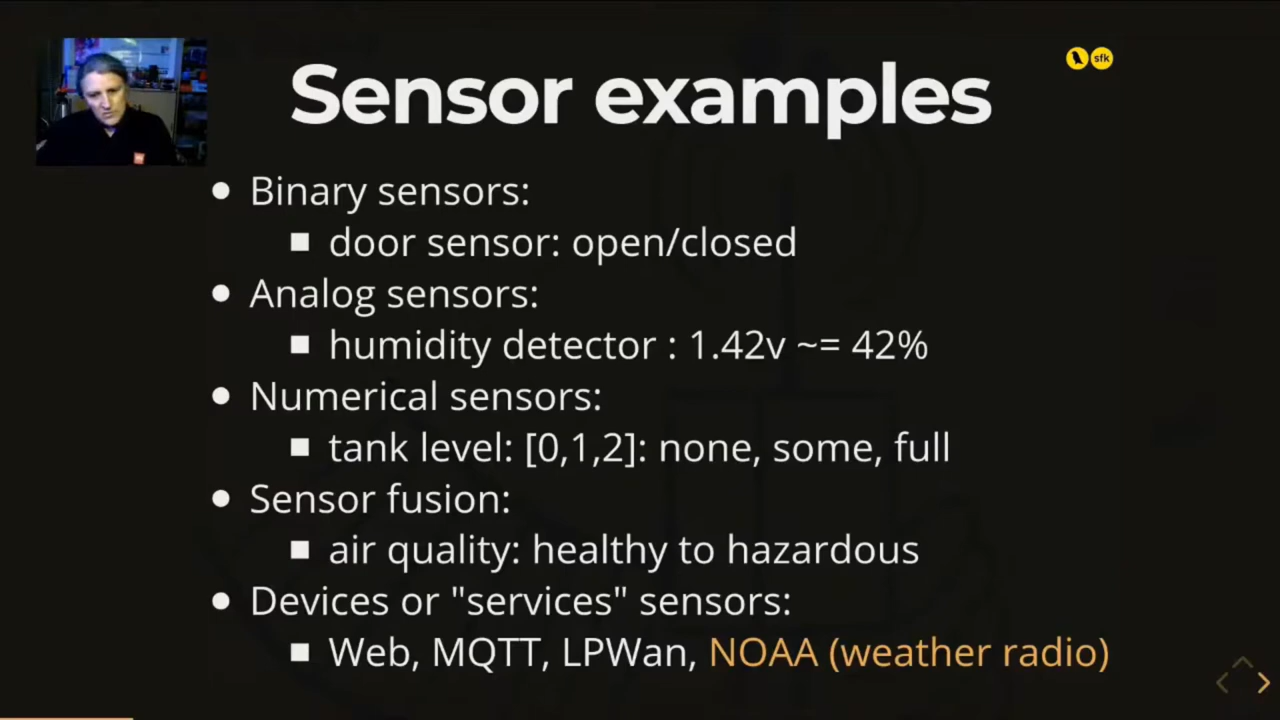 sfk
Sensor examples
Binary sensors:
door sensor: open/closed
Analog sensors:
humidity detector : 1.42v ~= 42%
Numerical sensors:
tank level: [0,1,2]: none, some, full
Sensor fusion:
air quality: healthy to hazardous
Devices or "services" sensors:
Web, MQTT, LPWan, NOAA (weather radio)